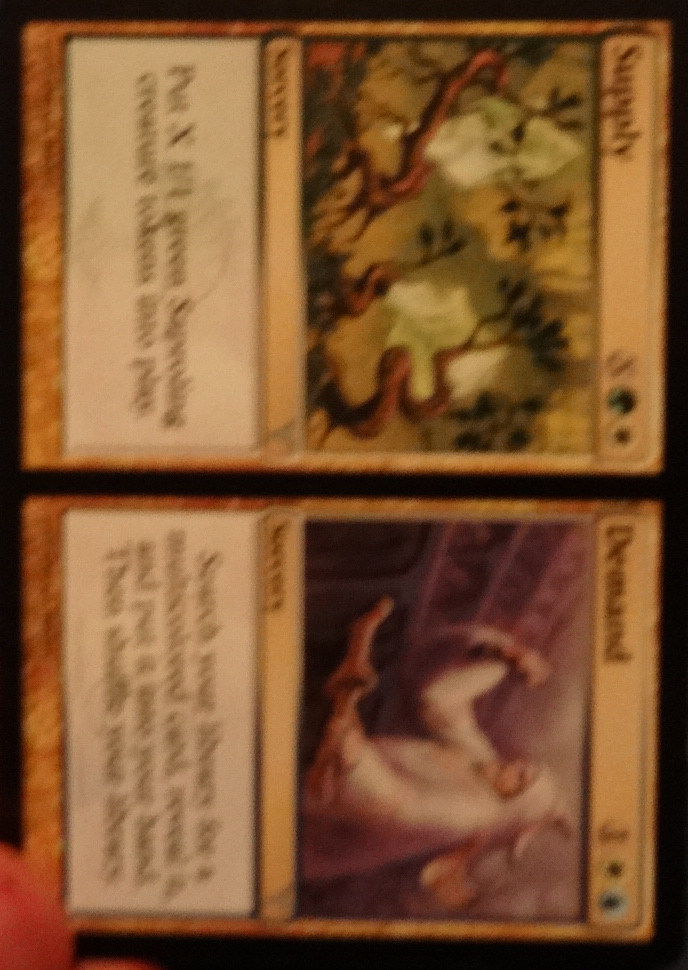 Supply
X
Sorcery
Put X 1/1 green Saproling
creature tokens into play.
Demand
1
Sorcery
Search your library for a
multicolored card, reveal it,
and put it into your hand.
Then shuffle your library.